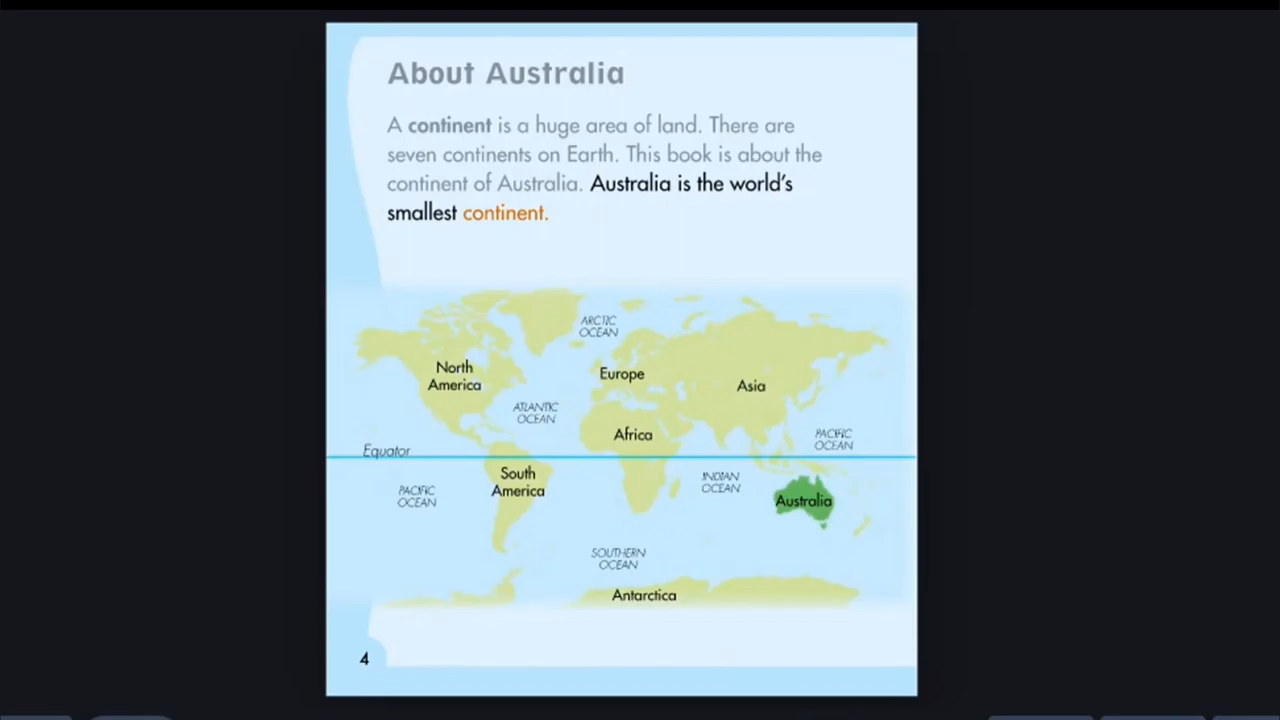 About Australia
A continent is a huge area of land. There are
seven continents on Earth. This book is about the
continent of Australia. Australia is the world's
smallest continent.
ARCTIC
OCEAN
North
America
Europe
Asia
ATLANTIC
OCEAN
Africa
PACIFIC
OCEAN
Equator
South
America
INDIAN
OCEAN
PACIFIC
OCEAN
Australia
SOUTHERN
OCEAN
Antarctica
4